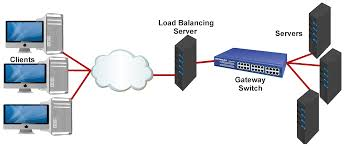 Load Balancing
Server
Servers
Clients
Gateway
Switch